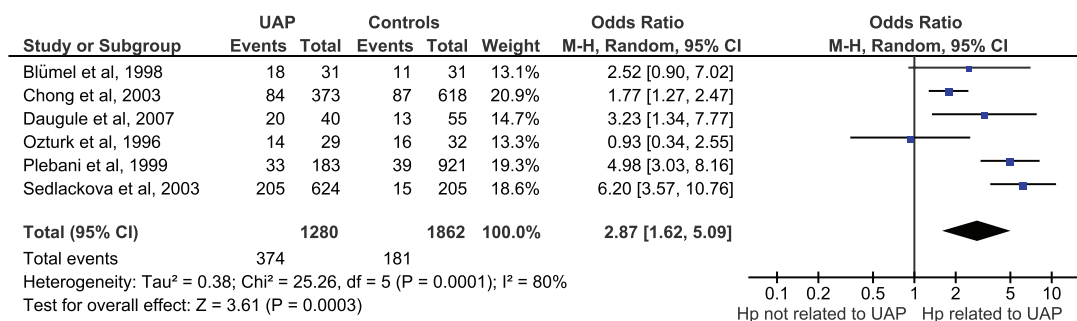 UAP Controls Odds Ratio Odds Ratio
Study or Subgroup Events Total Events Total Weight M-H, Random, 95% CI M-H, Random, 95% CI
Blümel et al, 1998 18 31 11 31 13.1% 2.52 [0.90, 7.02]
Chong et al, 2003 84 373 87 618 20.9% 1.77 [1.27, 2.47]
Daugule et al, 2007 20 40 13 55 14.7% 3.23 [1.34, 7.77]
Ozturk et al, 1996 14 29 16 32 13.3% 0.93 [0.34, 2.55]
Plebani et al, 1999 33 183 39 921 19.3% 4.98 [3.03, 8.16]
Sedlackova et al, 2003 205 624 15 205 18.6% 6.20 [3.57, 10.76]
Total (95% CI) 1280 1862 100.0% 2.87 [1.62, 5.09]
Total events 374 181
Heterogeneity: Tau² = 0.38; Chi² = 25.26, df = 5 (P = 0.0001); I² = 80%
Test for overall effect: Z = 3.61 (P = 0.0003)
0.1 0.2 0.5 1 2 5 10
Hp not related to UAP Hp related to UAP